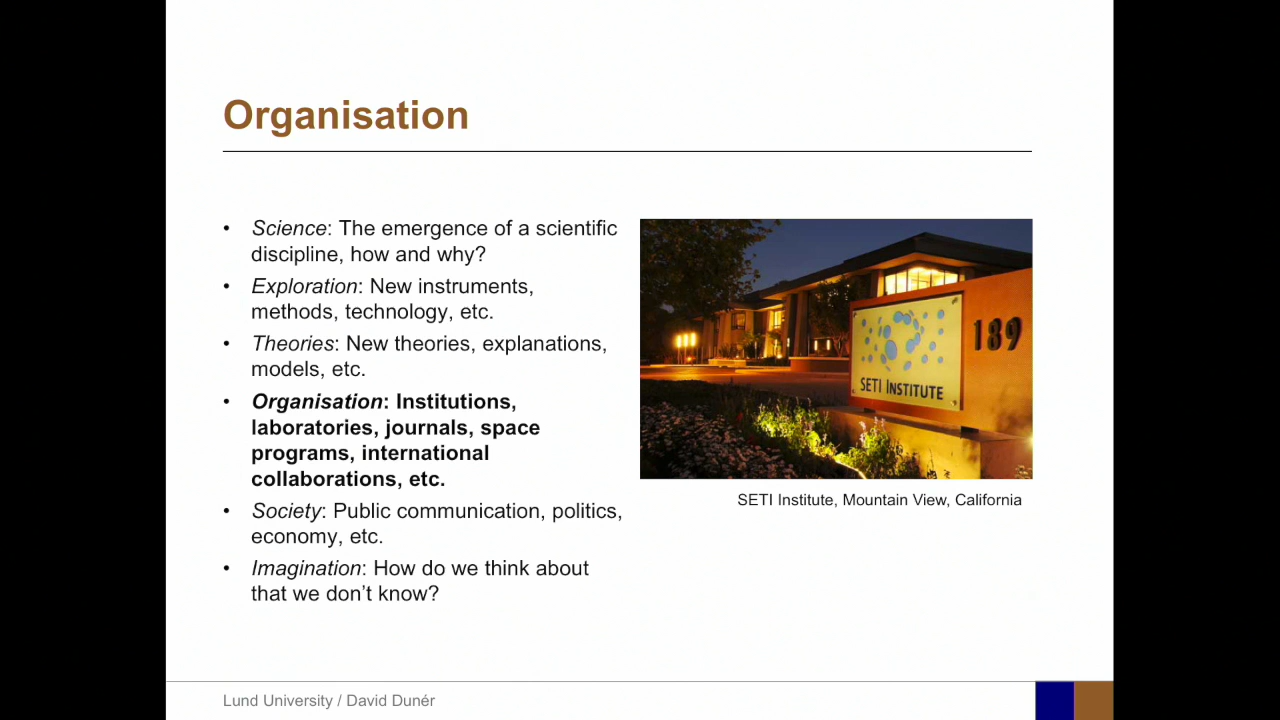 Organisation
• Science: The emergence of a scientific
discipline, how and why?
• Exploration: New instruments,
methods, technology, etc.
• Theories: New theories, explanations,
models, etc.
• Organisation: Institutions,
laboratories, journals, space
programs, international
collaborations, etc.
• Society: Public communication, politics,
economy, etc.
• Imagination: How do we think about
that we don’t know?
189
SETI INSTITUTE
SETI Institute, Mountain View, California
Lund University / David Dunér